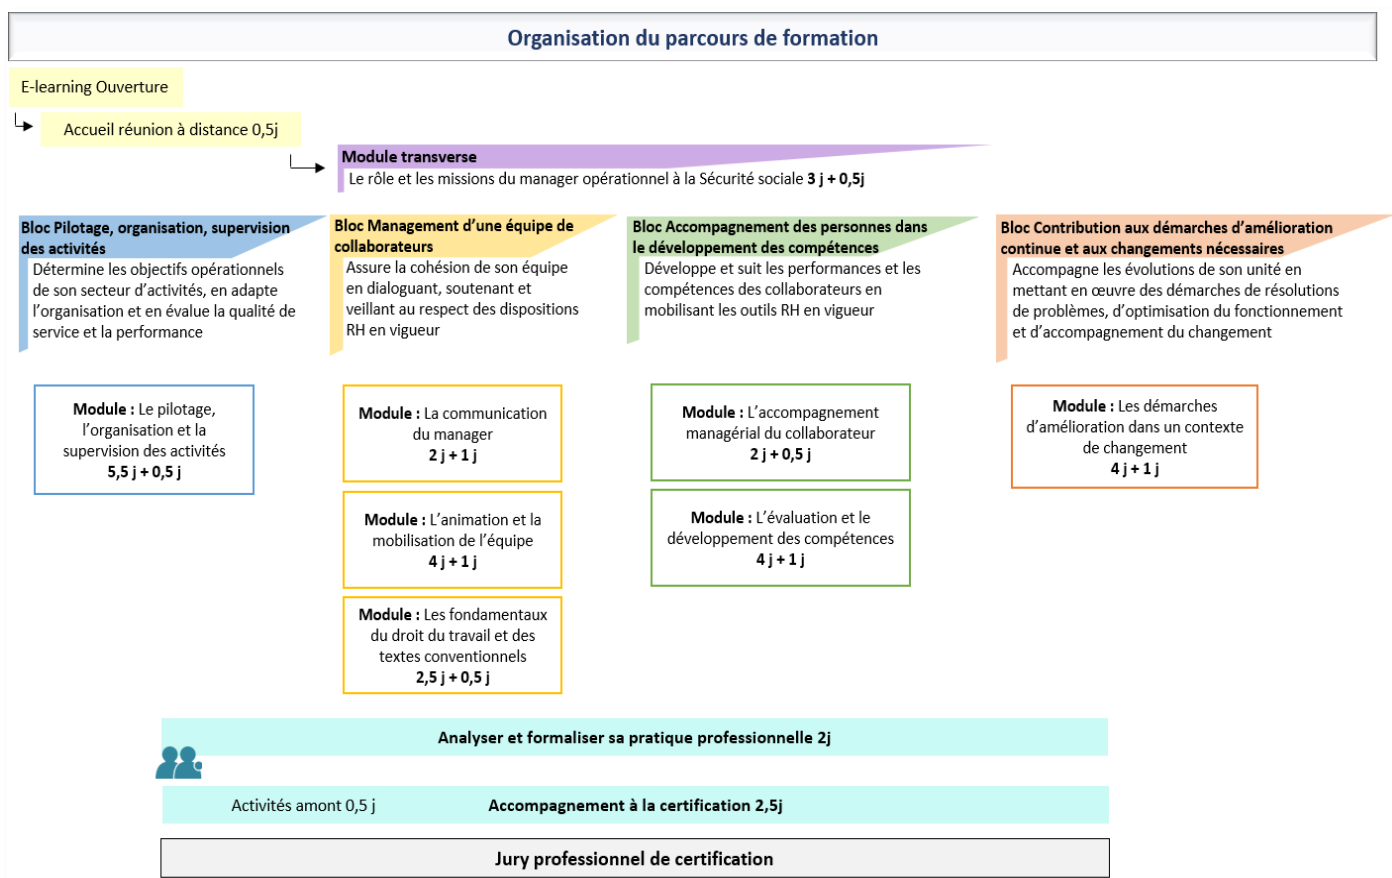 Organisation du parcours de formation
E-learning Ouverture
Accueil réunion à distance 0,5j
Module transverse
Le rôle et les missions du manager opérationnel à la Sécurité sociale 3 j + 0,5j
Bloc Pilotage, organisation, supervision
des activités
Détermine les objectifs opérationnels
de son secteur d’activités, en adapte
l’organisation et en évalue la qualité de
service et la performance
Module : Le pilotage,
l’organisation et la
supervision des activités
5,5 j + 0,5 j
Bloc Management d’une équipe de
collaborateurs
Assure la cohésion de son équipe
en dialoguant, soutenant et
veillant au respect des dispositions
RH en vigueur
Module : La communication
du manager
2 j + 1 j
Module : L’animation et la
mobilisation de l’équipe
4 j + 1 j
Module : Les fondamentaux
du droit du travail et des
textes conventionnels
2,5 j + 0,5 j
Bloc Accompagnement des personnes dans
le développement des compétences
Développe et suit les performances et les
compétences des collaborateurs en
mobilisant les outils RH en vigueur
Module : L’accompagnement
managérial du collaborateur
2 j + 0,5 j
Module : L’évaluation et le
développement des compétences
4 j + 1 j
Bloc Contribution aux démarches d’amélioration
continue et aux changements nécessaires
Accompagne les évolutions de son unité en
mettant en œuvre des démarches de résolutions
de problèmes, d’optimisation du fonctionnement
et d’accompagnement du changement
Module : Les démarches
d’amélioration dans un contexte
de changement
4 j + 1 j
Analyser et formaliser sa pratique professionnelle 2j
Activités amont 0,5 j
Accompagnement à la certification 2,5j
Jury professionnel de certification